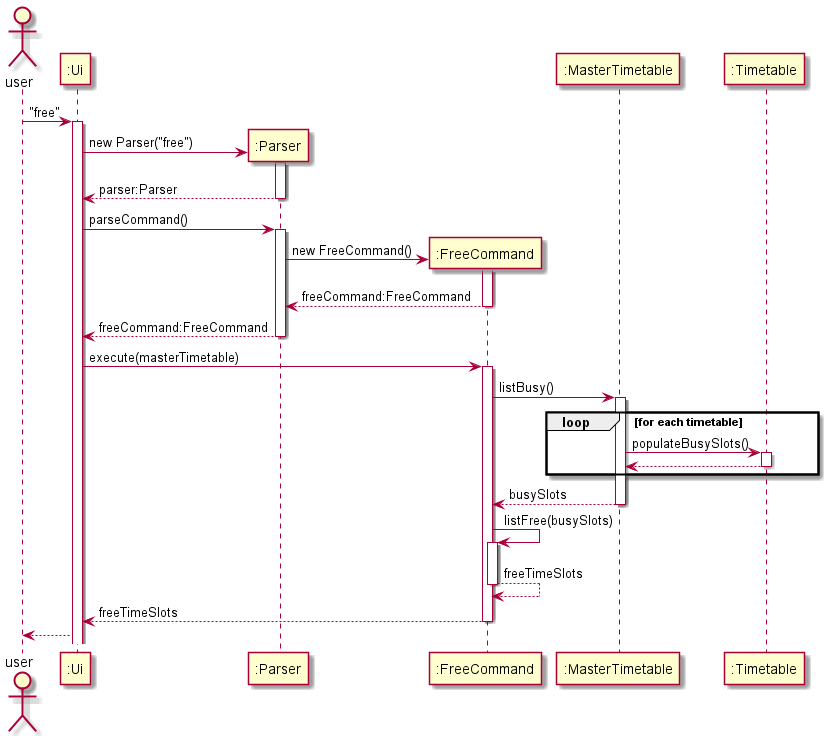 user
:Ui
:MasterTimetable
:Timetable
"free"
new Parser("free")
:Parser
parser:Parser
parseCommand()
new FreeCommand()
:FreeCommand
freeCommand:FreeCommand
freeCommand:FreeCommand
execute(masterTimetable)
listBusy()
loop [for each timetable]
populateBusySlots()
busySlots
listFree(busySlots)
freeTimeSlots
freeTimeSlots
user
:Ui
:Parser
:FreeCommand
:MasterTimetable
:Timetable